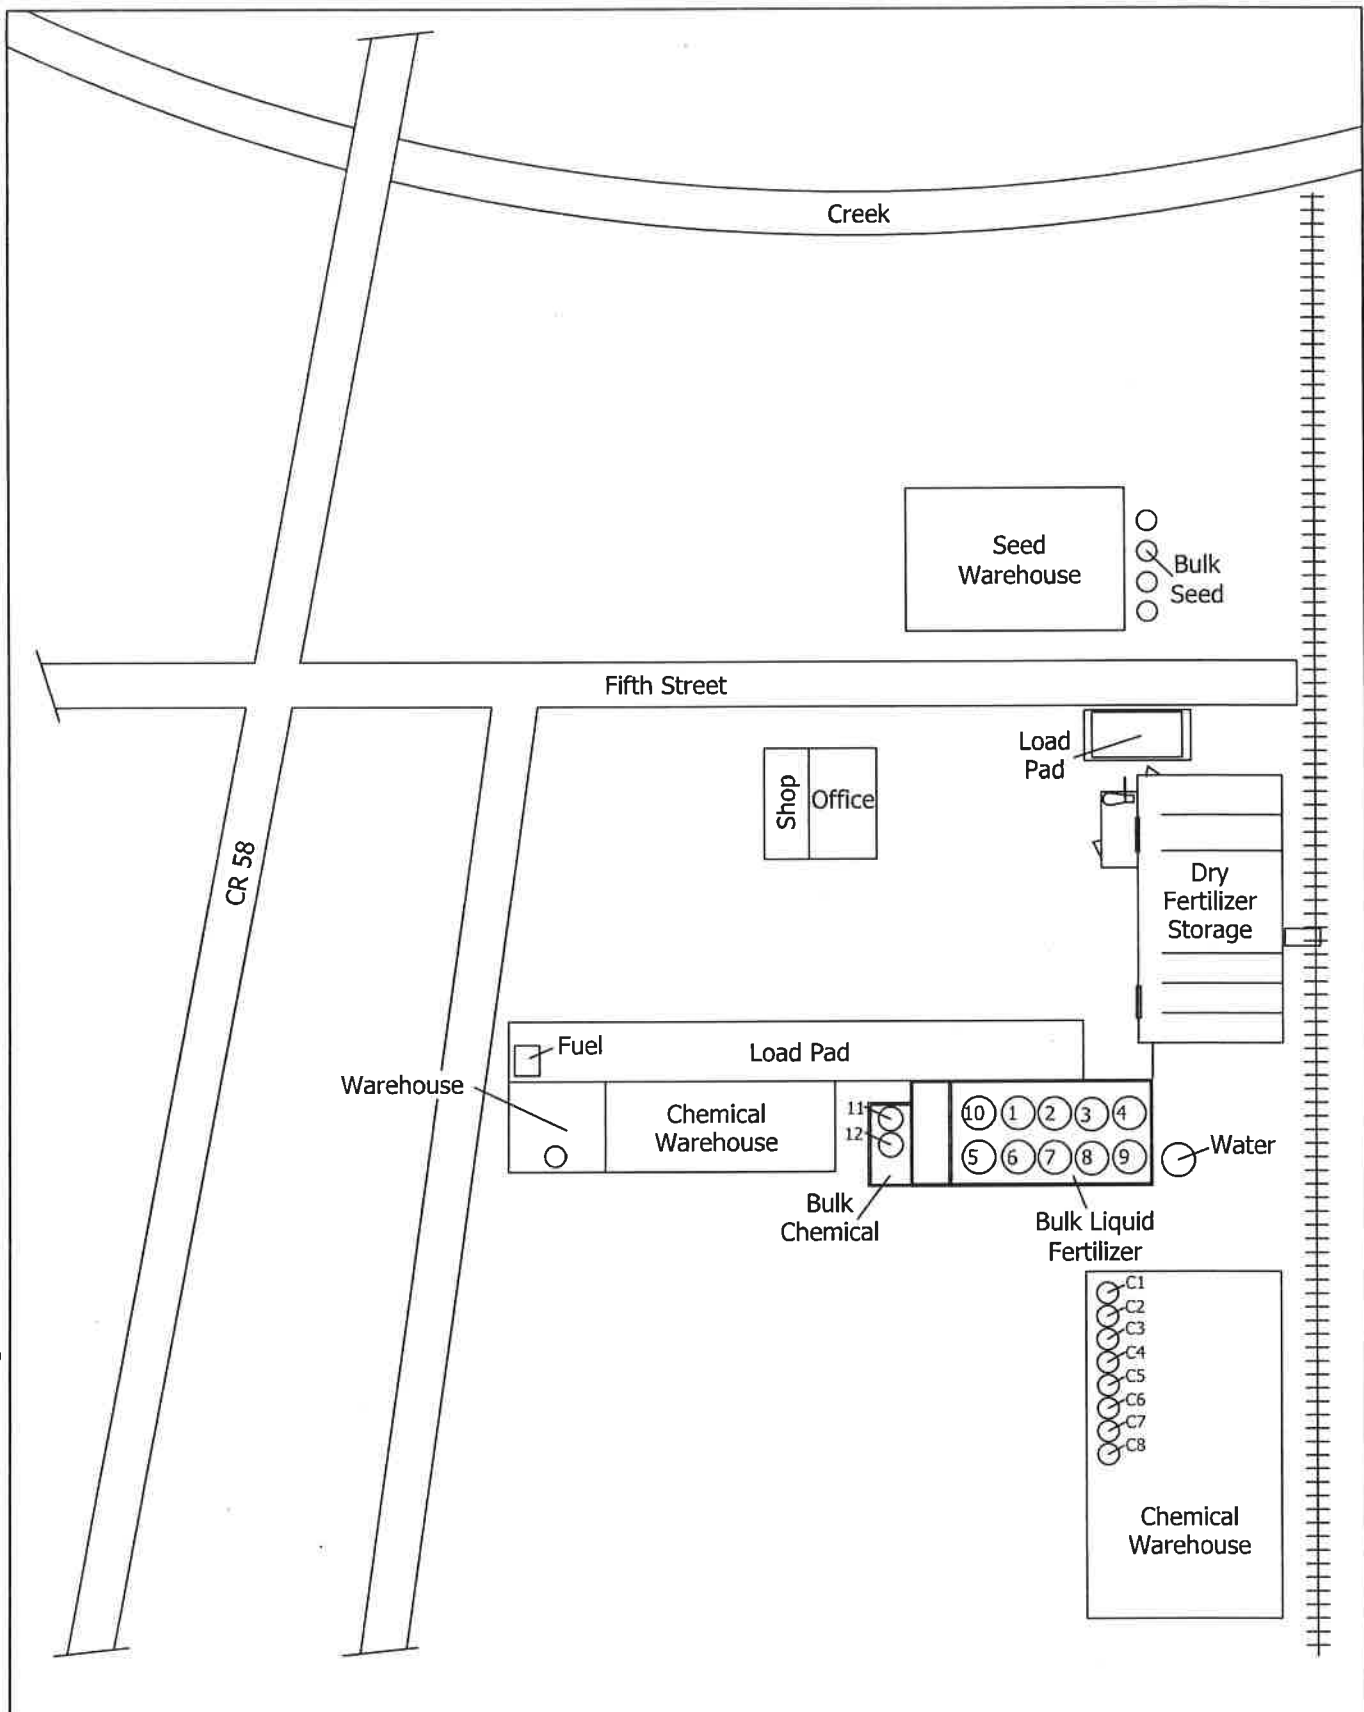 Creek
Seed
Warehouse
Bulk
Seed
Fifth Street
Load
Pad
Shop
Office
CR 58
Dry
Fertilizer
Storage
Fuel
Load Pad
Warehouse
Chemical
Warehouse
11
12
10 1 2 3 4
5 6 7 8 9
Water
Bulk
Chemical
Bulk Liquid
Fertilizer
C1
C2
C3
C4
C5
C6
C7
C8
Chemical
Warehouse